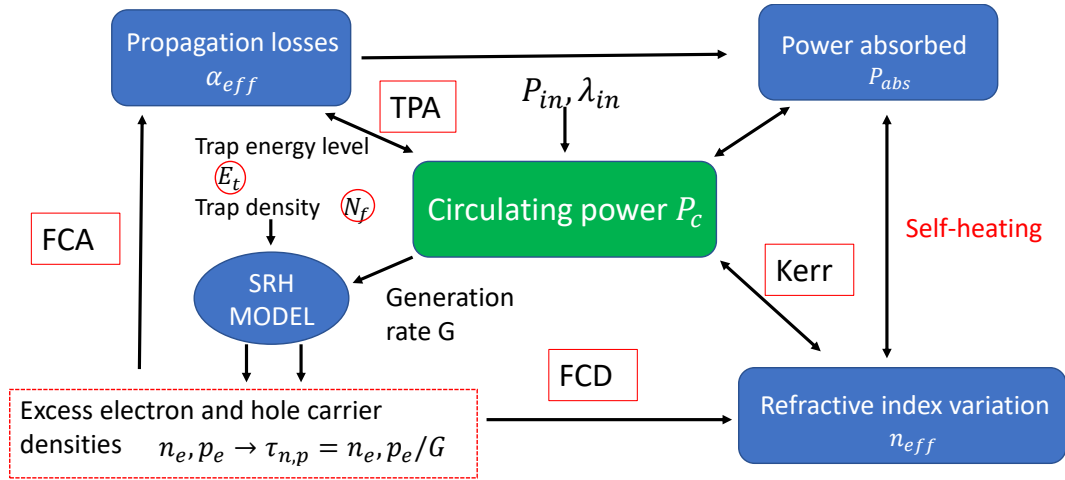 Propagation losses
α_eff
Power absorbed
P_abs
TPA
P_in, λ_in
Trap energy level
E_t
Trap density N_f
Circulating power P_c
FCA
Self-heating
Kerr
SRH
MODEL
Generation
rate G
FCD
Excess electron and hole carrier
densities n_e, p_e → τ_n,p = n_e, p_e/G
Refractive index variation
n_eff